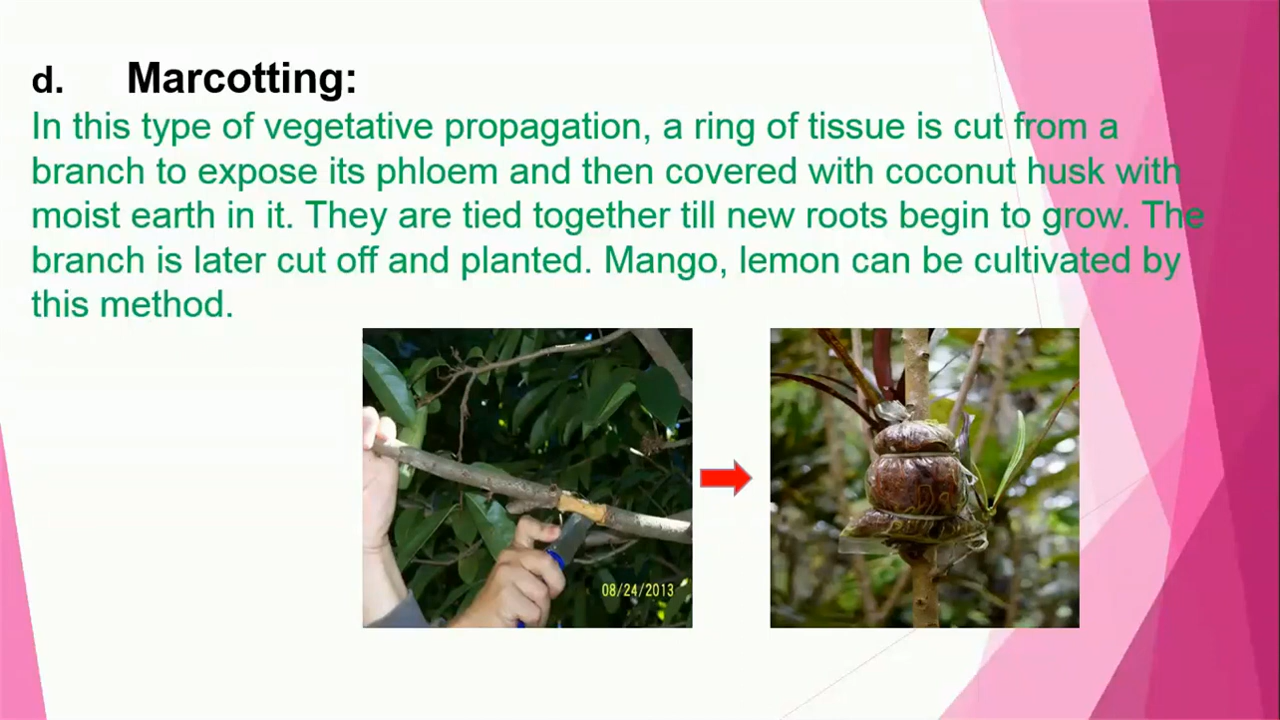 d. Marcotting:
In this type of vegetative propagation, a ring of tissue is cut from a
branch to expose its phloem and then covered with coconut husk with
moist earth in it. They are tied together till new roots begin to grow. The
branch is later cut off and planted. Mango, lemon can be cultivated by
this method.
08/24/2013